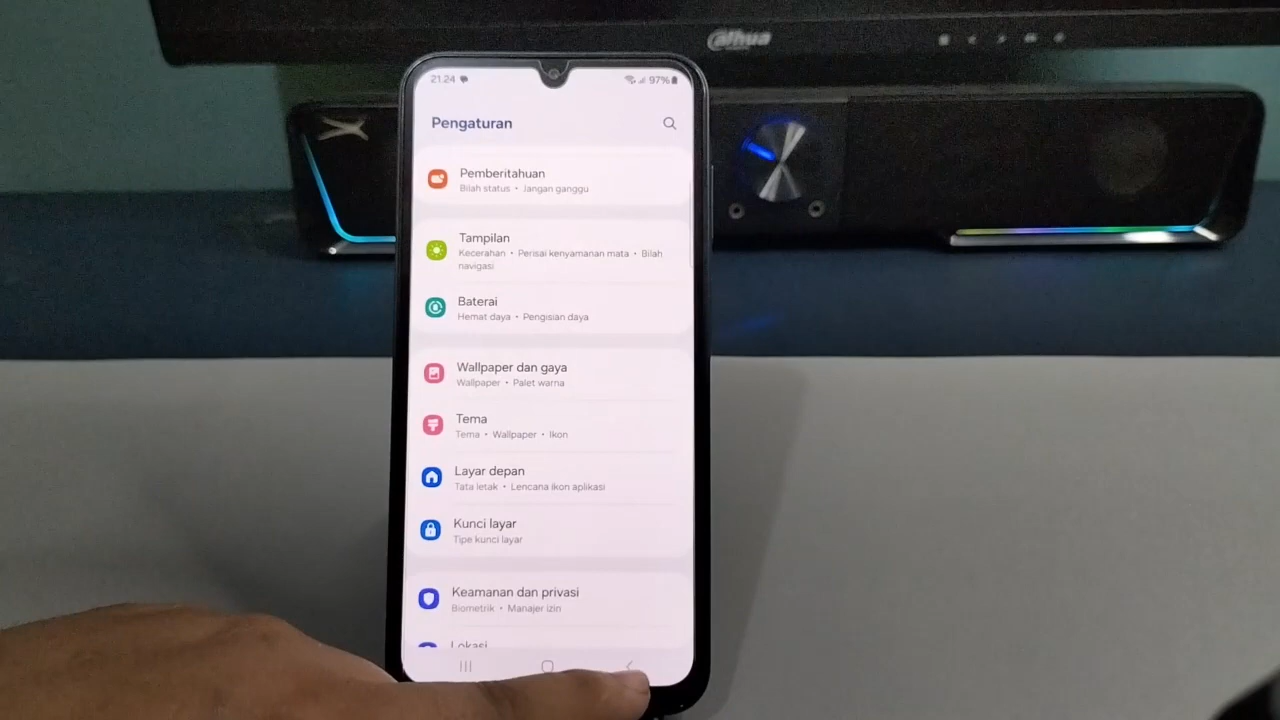 alhua
21.24
97%
Pengaturan
Pemberitahuan
Bilah status • Jangan ganggu
Tampilan
Kecerahan • Perisai kenyamanan mata • Bilah
navigasi
Baterai
Hemat daya • Pengisian daya
Wallpaper dan gaya
Wallpaper • Palet warna
Tema
Tema • Wallpaper • Ikon
Layar depan
Tata letak • Lencana ikon aplikasi
Kunci layar
Tipe kunci layar
Keamanan dan privasi
Biometrik • Manajer izin
Lokasi